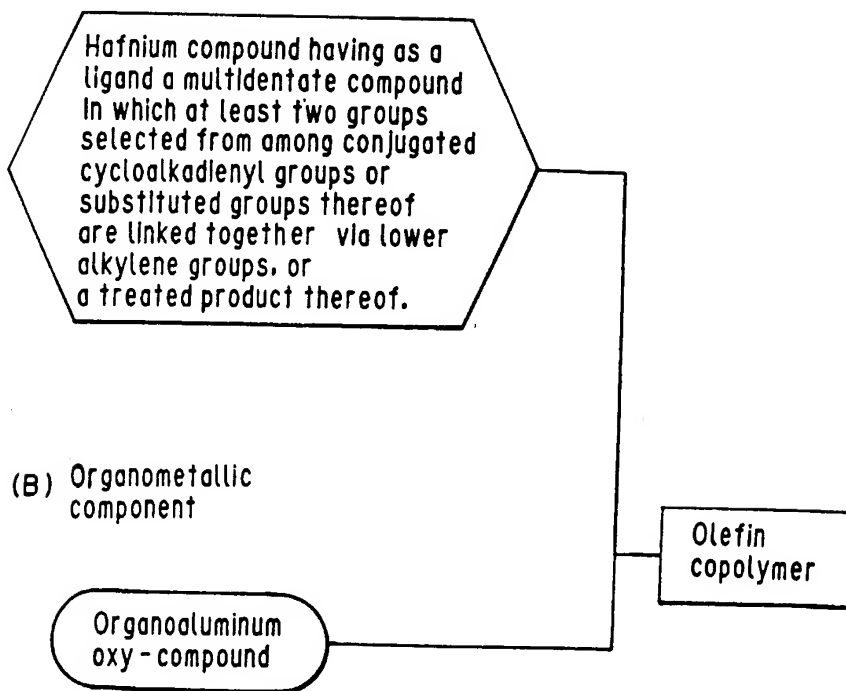 Hafnium compound having as a
ligand a multidentate compound
In which at least two groups
selected from among conjugated
cycloalkadienyl groups or
substituted groups thereof
are linked together via lower
alkylene groups, or
a treated product thereof.
(B) Organometallic
component
Olefin
copolymer
Organoaluminum
oxy-compound